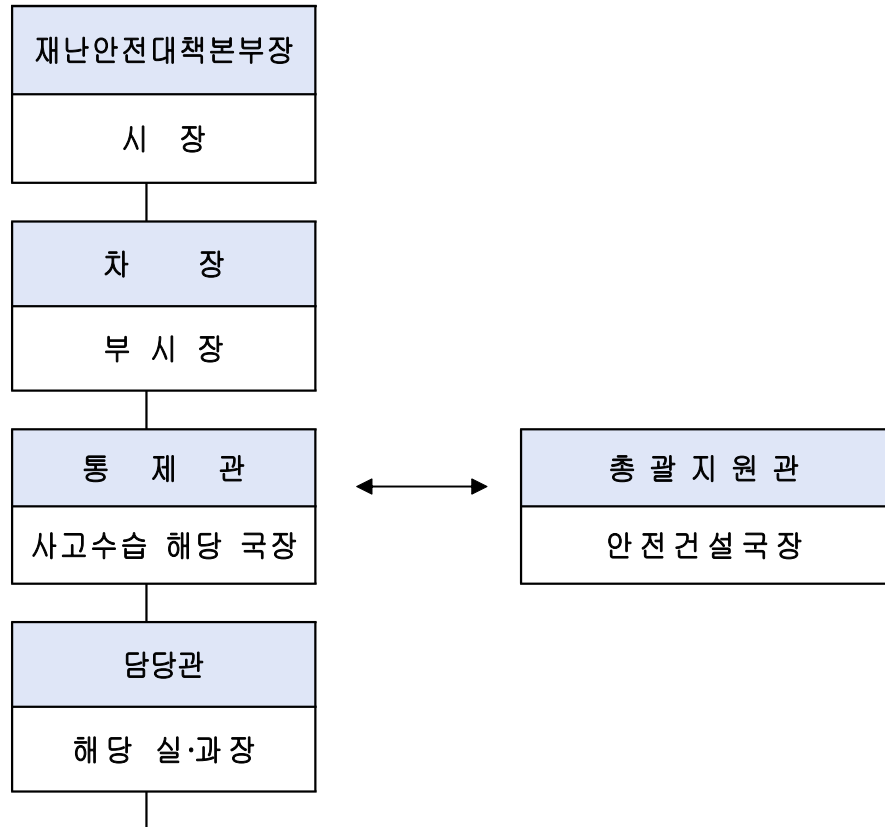 재난안전대책본부장
시 장
차 장
부 시 장
통 제 관
총 괄 지 원 관
사고수습 해당 국장
안전건설국장
담당관
해당 실·과장